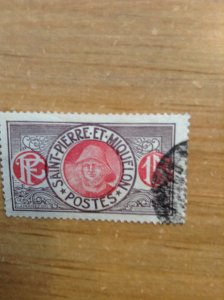 SAINT-PIERRE-ET-MIQUELON
★ POSTES ★
RF